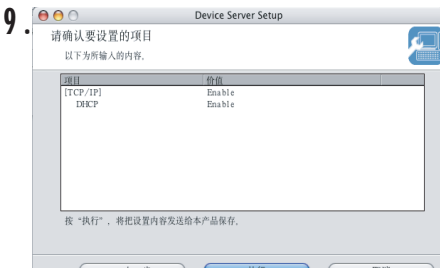 9.
Device Server Setup
请确认要设置的项目
以下为所输入的内容。
项目 价值
[TCP/IP] Enable
DHCP Enable
按 “执行”，将把设置内容发送给本产品保存。